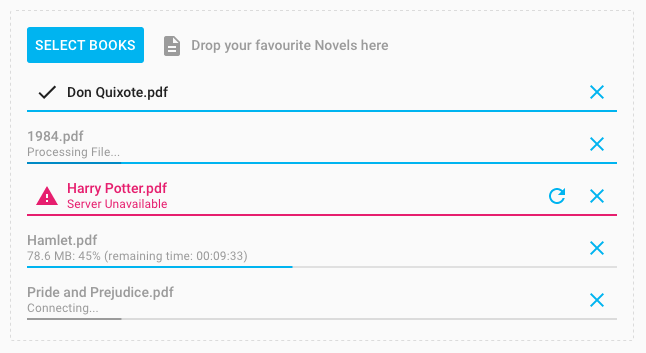 SELECT BOOKS
Drop your favourite Novels here
Don Quixote.pdf
1984.pdf
Processing File...
Harry Potter.pdf
Server Unavailable
Hamlet.pdf
78.6 MB: 45% (remaining time: 00:09:33)
Pride and Prejudice.pdf
Connecting...